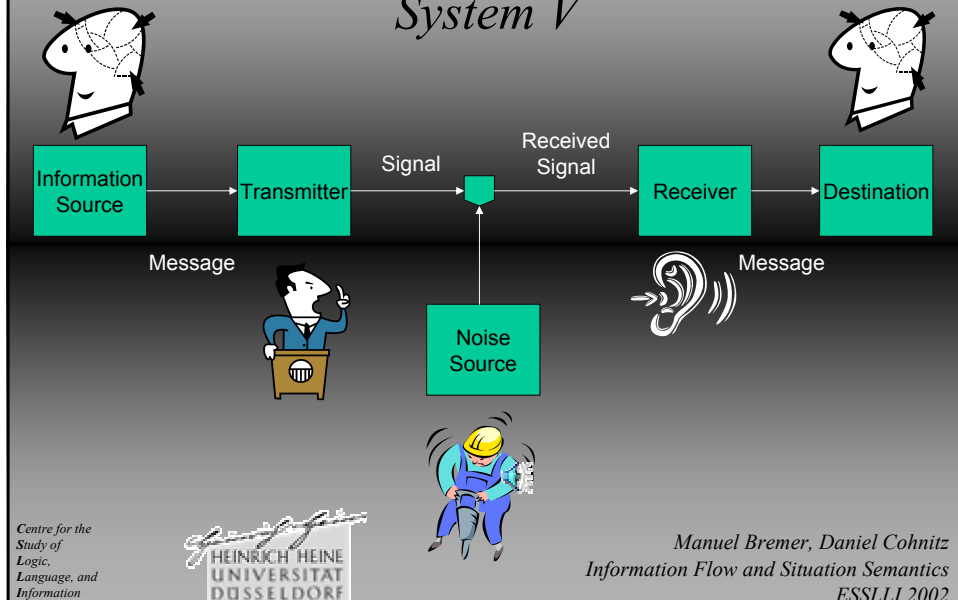 System V
Information
Source
Transmitter
Signal
Received
Signal
Receiver
Destination
Message
Message
Noise
Source
Centre for the
Study of
Logic,
Language, and
Information
HEINRICH HEINE
UNIVERSITÄT
DÜSSELDORF
Manuel Bremer, Daniel Cohnitz
Information Flow and Situation Semantics
ESSLLI 2002